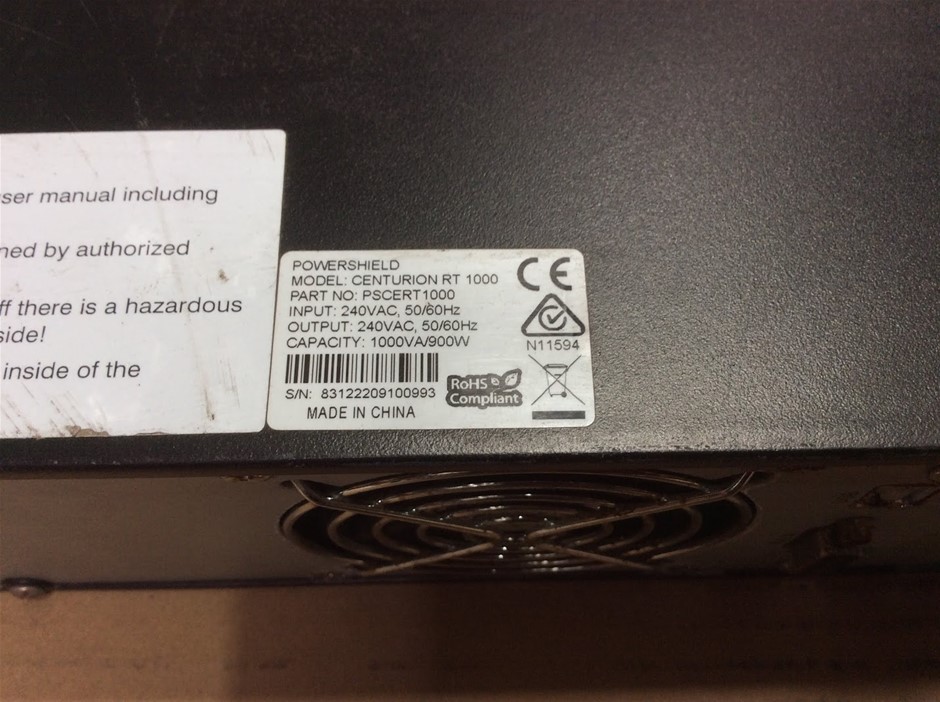 ser manual including
ned by authorized
ff there is a hazardous
side!
inside of the
POWERSHIELD
MODEL: CENTURION RT 1000
PART NO: PSCERT1000
INPUT: 240VAC, 50/60Hz
OUTPUT: 240VAC, 50/60Hz
CAPACITY: 1000VA/900W
S/N: 83122209100993
MADE IN CHINA
CE
N11594
RoHS
Compliant